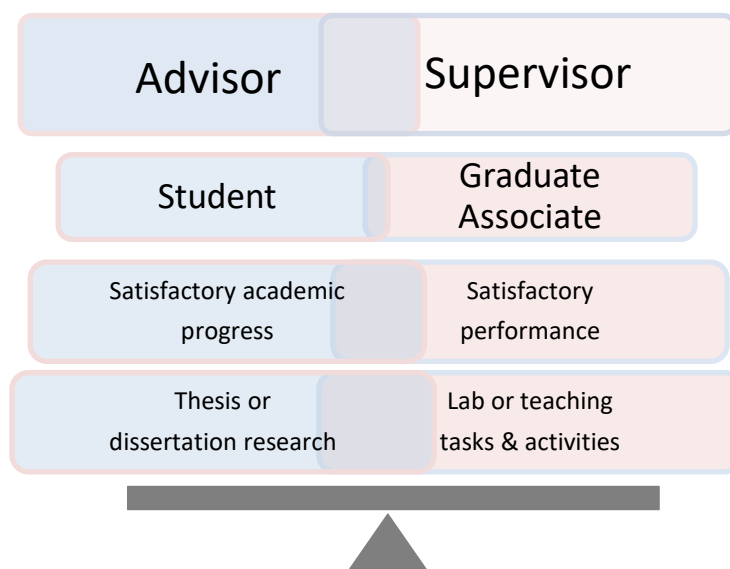 Advisor
Supervisor
Student
Graduate
Associate
Satisfactory academic
progress
Satisfactory
performance
Thesis or
dissertation research
Lab or teaching
tasks & activities